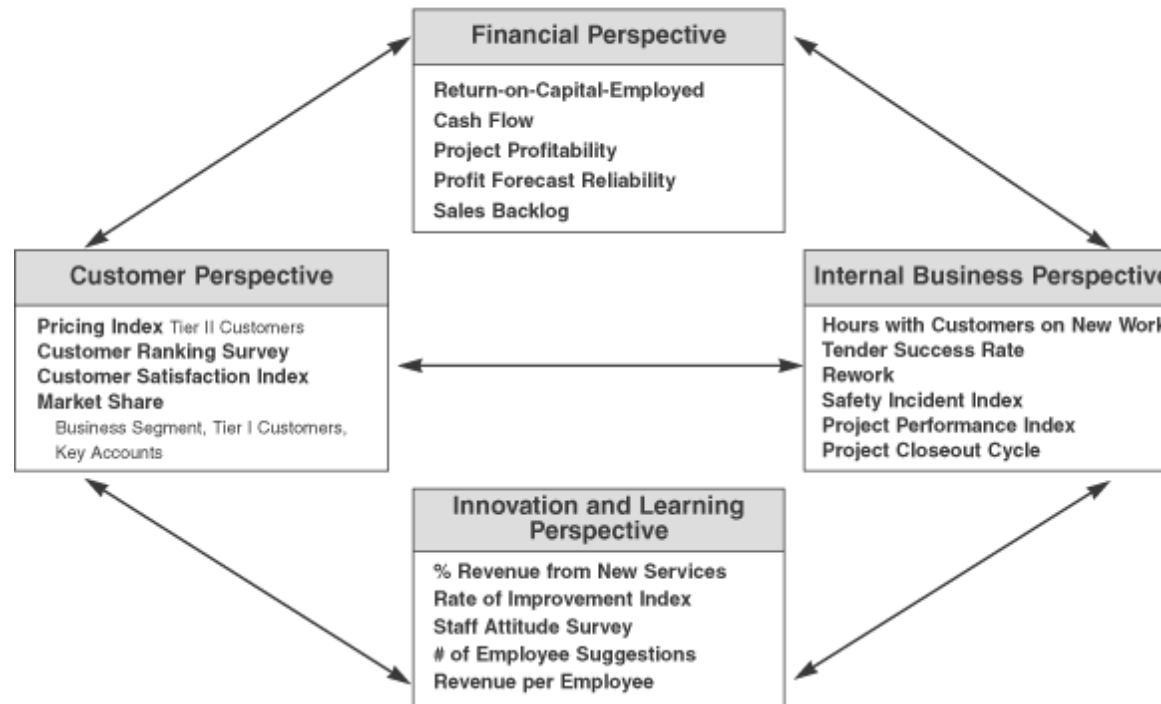 Financial Perspective
Return-on-Capital-Employed
Cash Flow
Project Profitability
Profit Forecast Reliability
Sales Backlog
Customer Perspective
Pricing Index Tier II Customers
Customer Ranking Survey
Customer Satisfaction Index
Market Share
Business Segment, Tier I Customers,
Key Accounts
Internal Business Perspective
Hours with Customers on New Work
Tender Success Rate
Rework
Safety Incident Index
Project Performance Index
Project Closeout Cycle
Innovation and Learning
Perspective
% Revenue from New Services
Rate of Improvement Index
Staff Attitude Survey
# of Employee Suggestions
Revenue per Employee